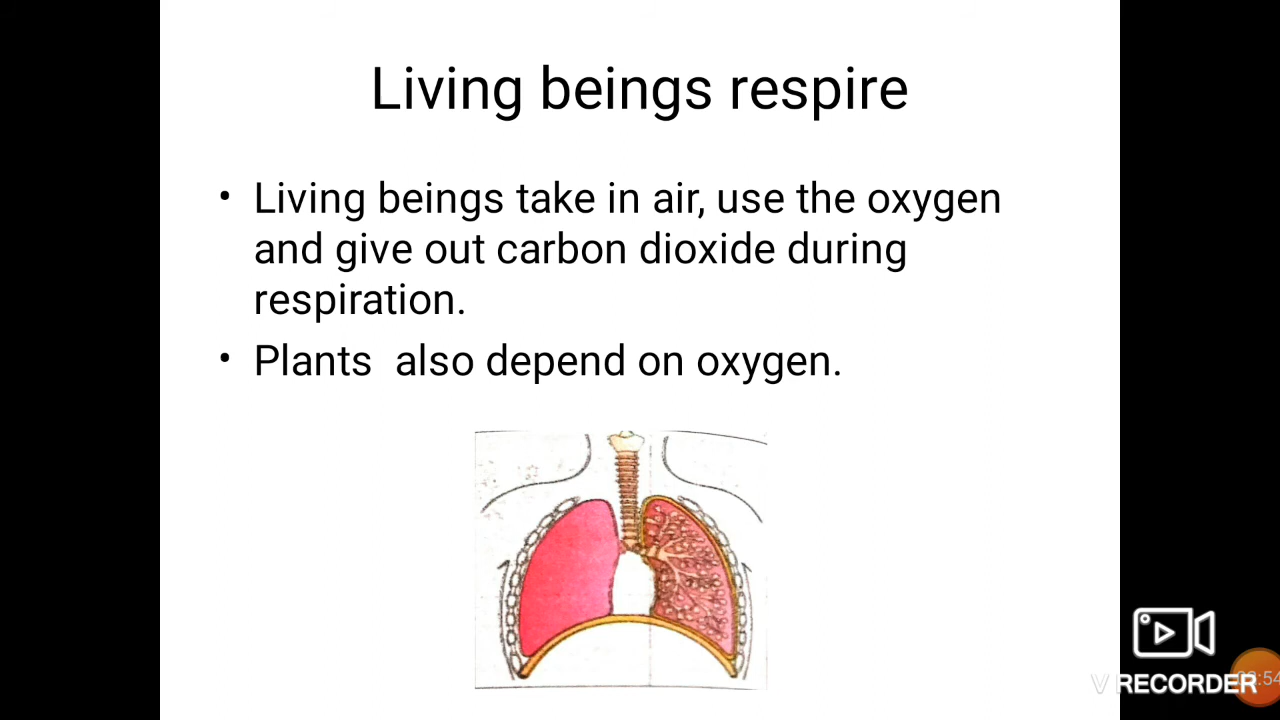 Living beings respire
• Living beings take in air, use the oxygen
and give out carbon dioxide during
respiration.
• Plants also depend on oxygen.
V RECORDER